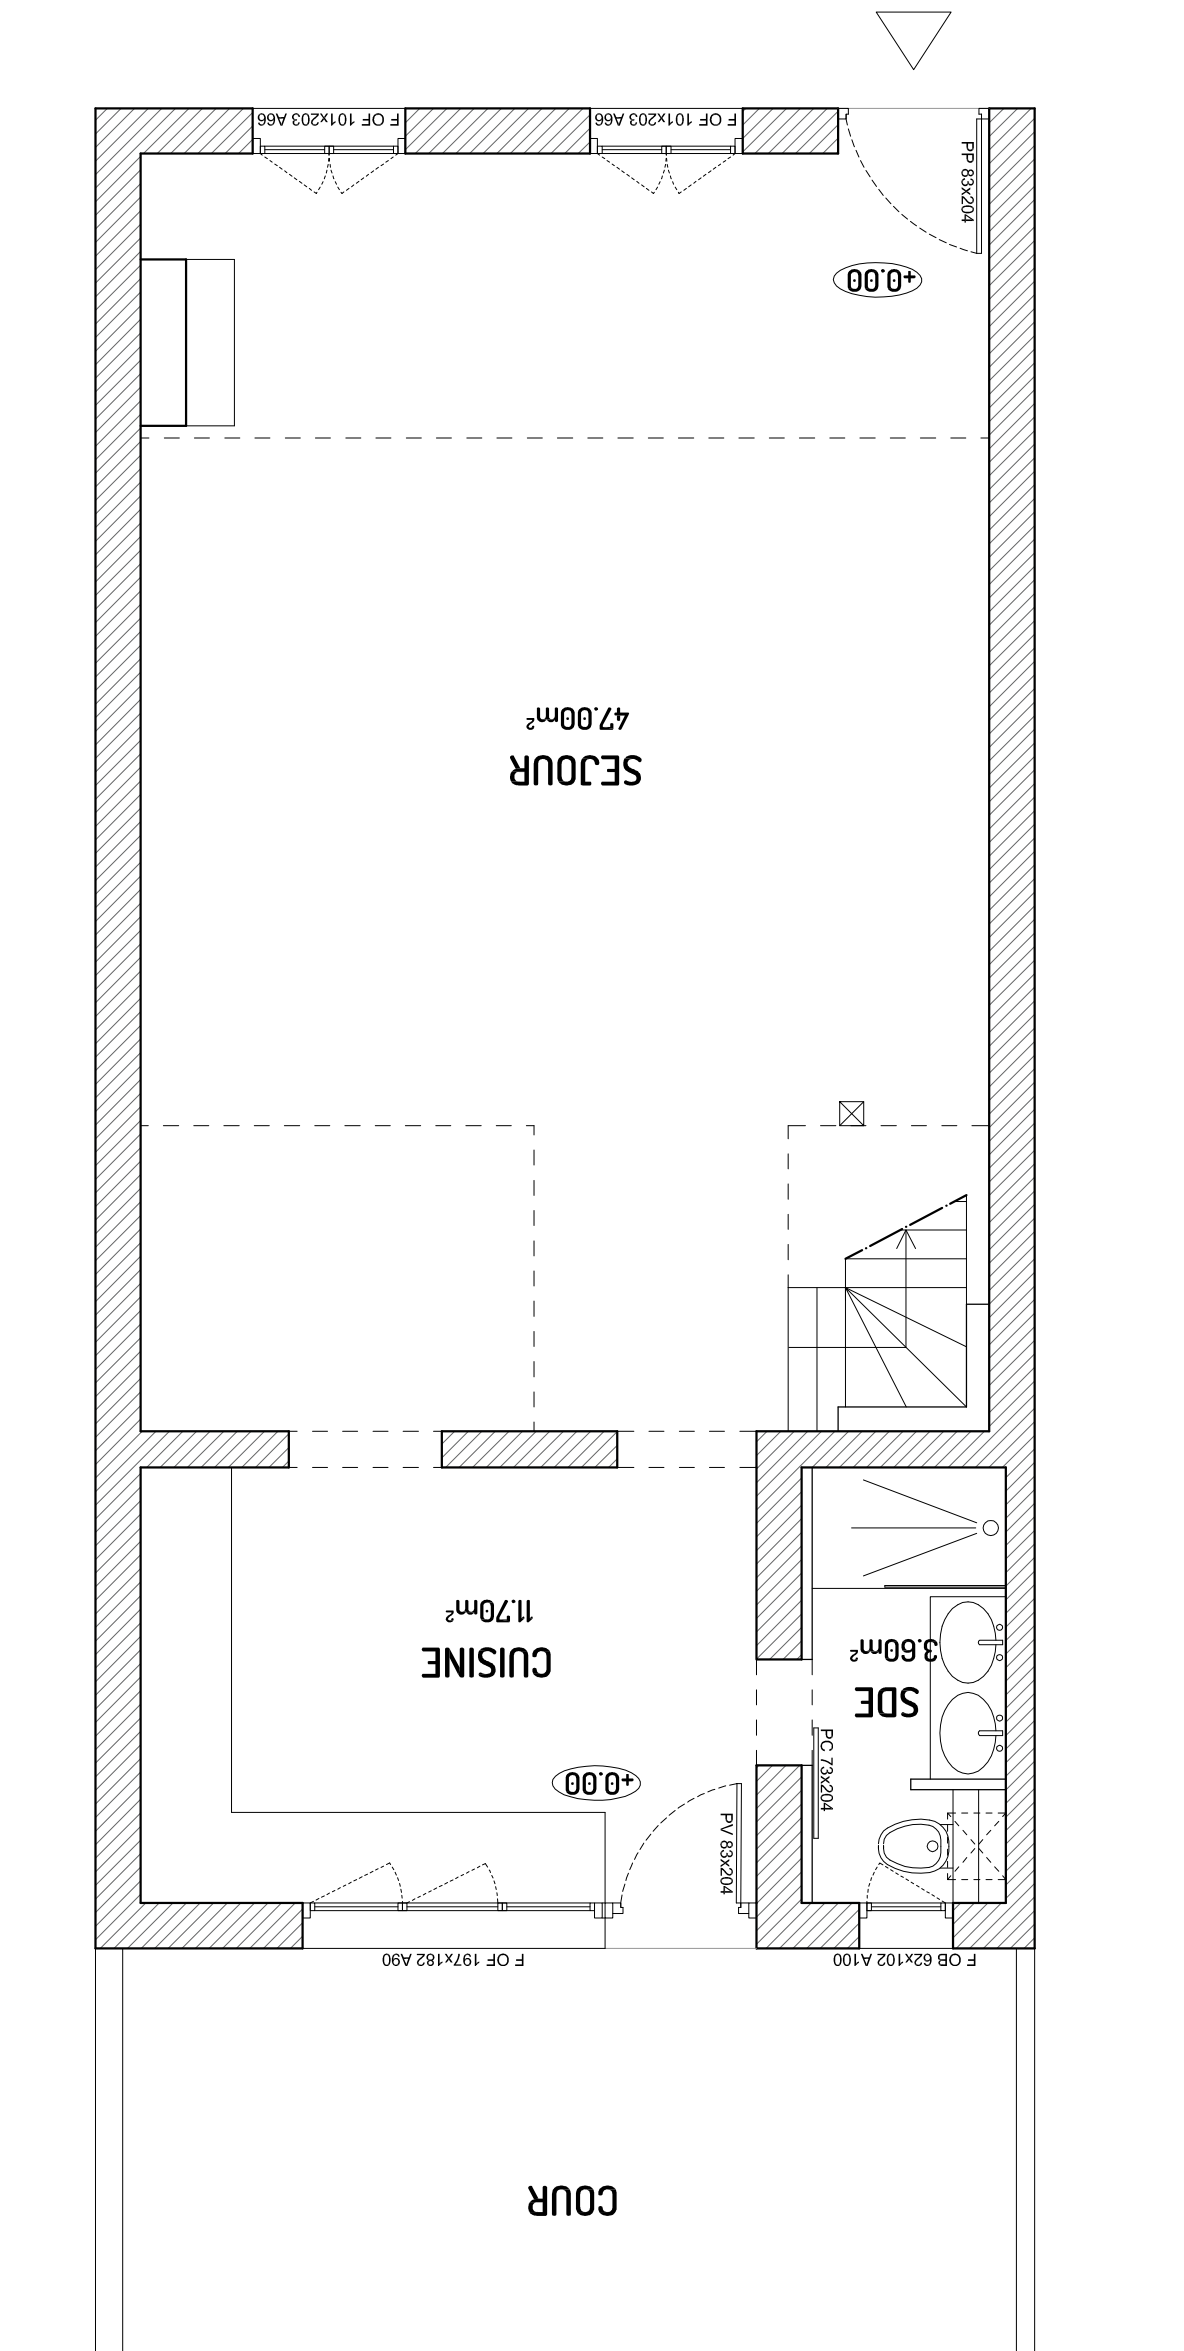 COUR
F OB 62x102 A100
F OF 197x182 A90
PV 83x204
+0.00
PC 73x204
SDE
3.60m²
CUISINE
11.70m²
SEJOUR
47.00m²
+0.00
PP 83x204
F OF 101x203 A66
F OF 101x203 A66